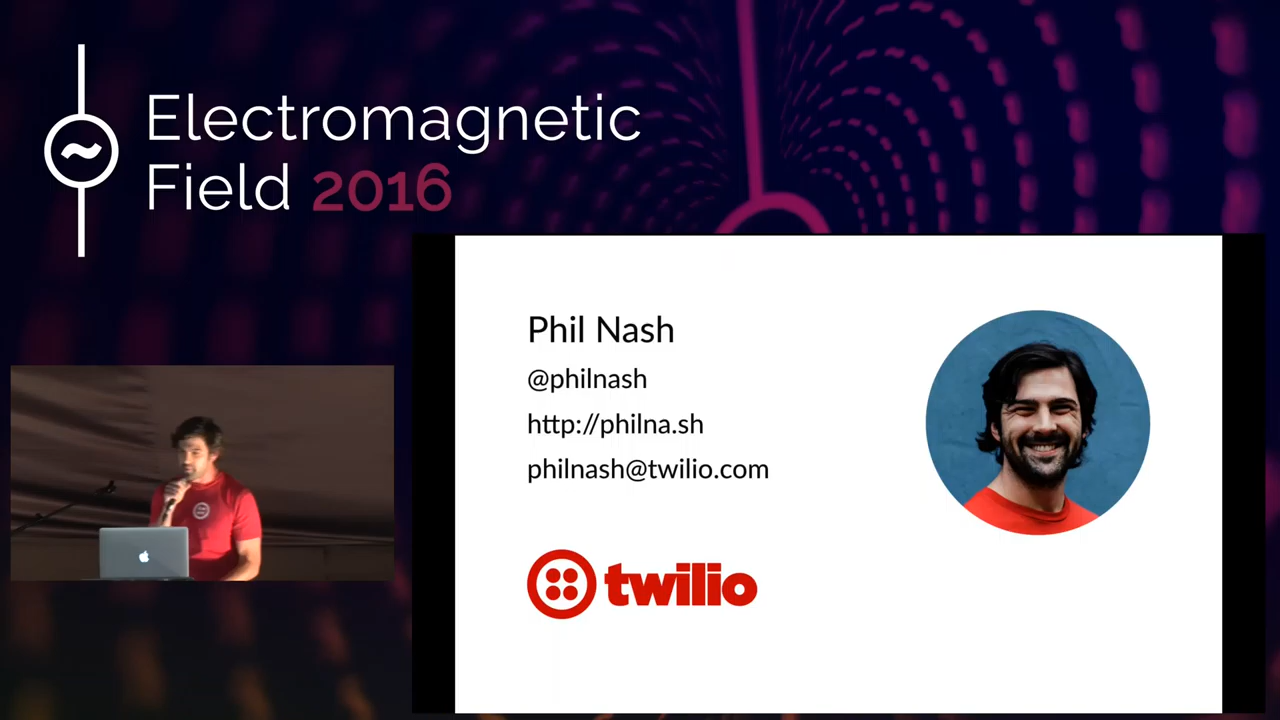 Electromagnetic
Field 2016
Phil Nash
@philnash
http://philna.sh
philnash@twilio.com
twilio